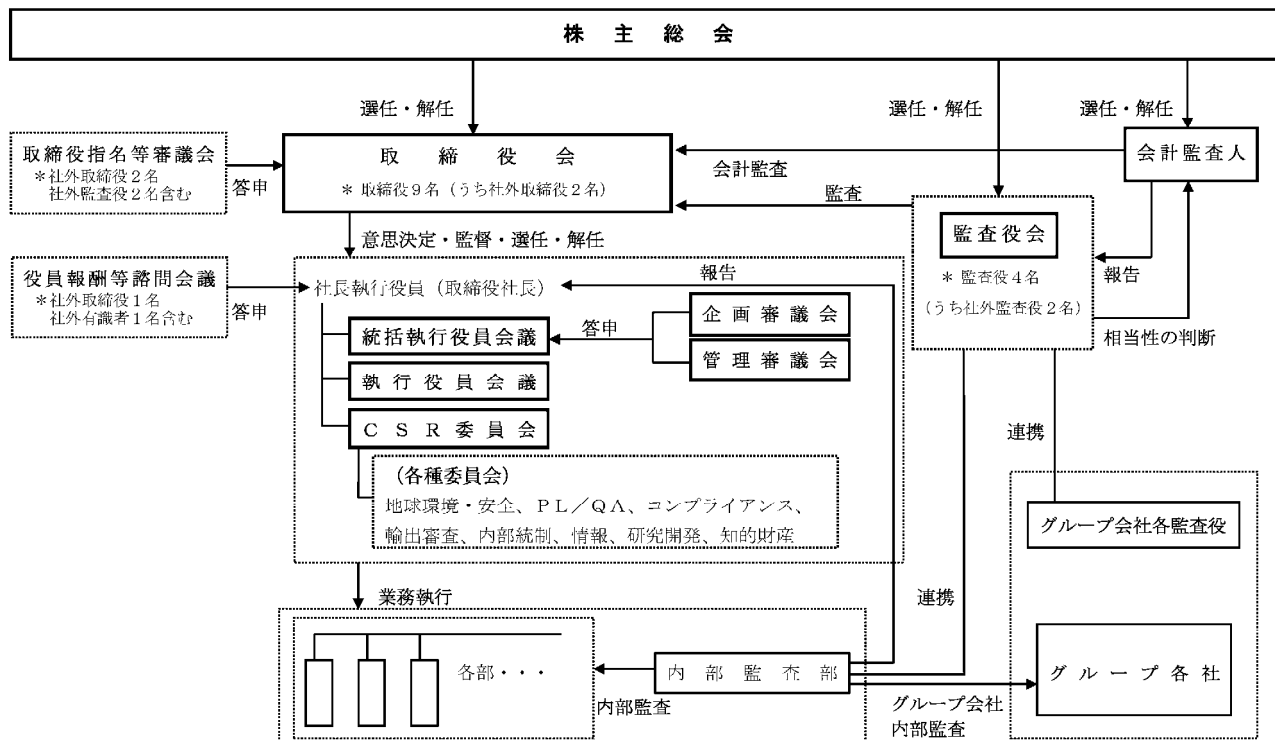 株主総会
選任・解任
選任・解任
選任・解任
取締役指名等審議会
＊社外取締役２名
社外監査役２名含む
答申
取締役会
＊ 取締役９名（うち社外取締役２名）
会計監査
会計監査人
監査
監査役会
＊ 監査役４名
（うち社外監査役２名）
報告
相当性の判断
意思決定・監督・選任・解任
役員報酬等諮問会議
＊社外取締役１名
社外有識者１名含む
答申
社長執行役員（取締役社長）
報告
統括執行役員会議
答申
企画審議会
管理審議会
執行役員会議
ＣＳＲ委員会
（各種委員会）
地球環境・安全、ＰＬ／ＱＡ、コンプライアンス、
輸出審査、内部統制、情報、研究開発、知的財産
連携
グループ会社各監査役
業務執行
連携
各部・・・
内部監査
内部監査部
グループ会社
内部監査
グループ各社